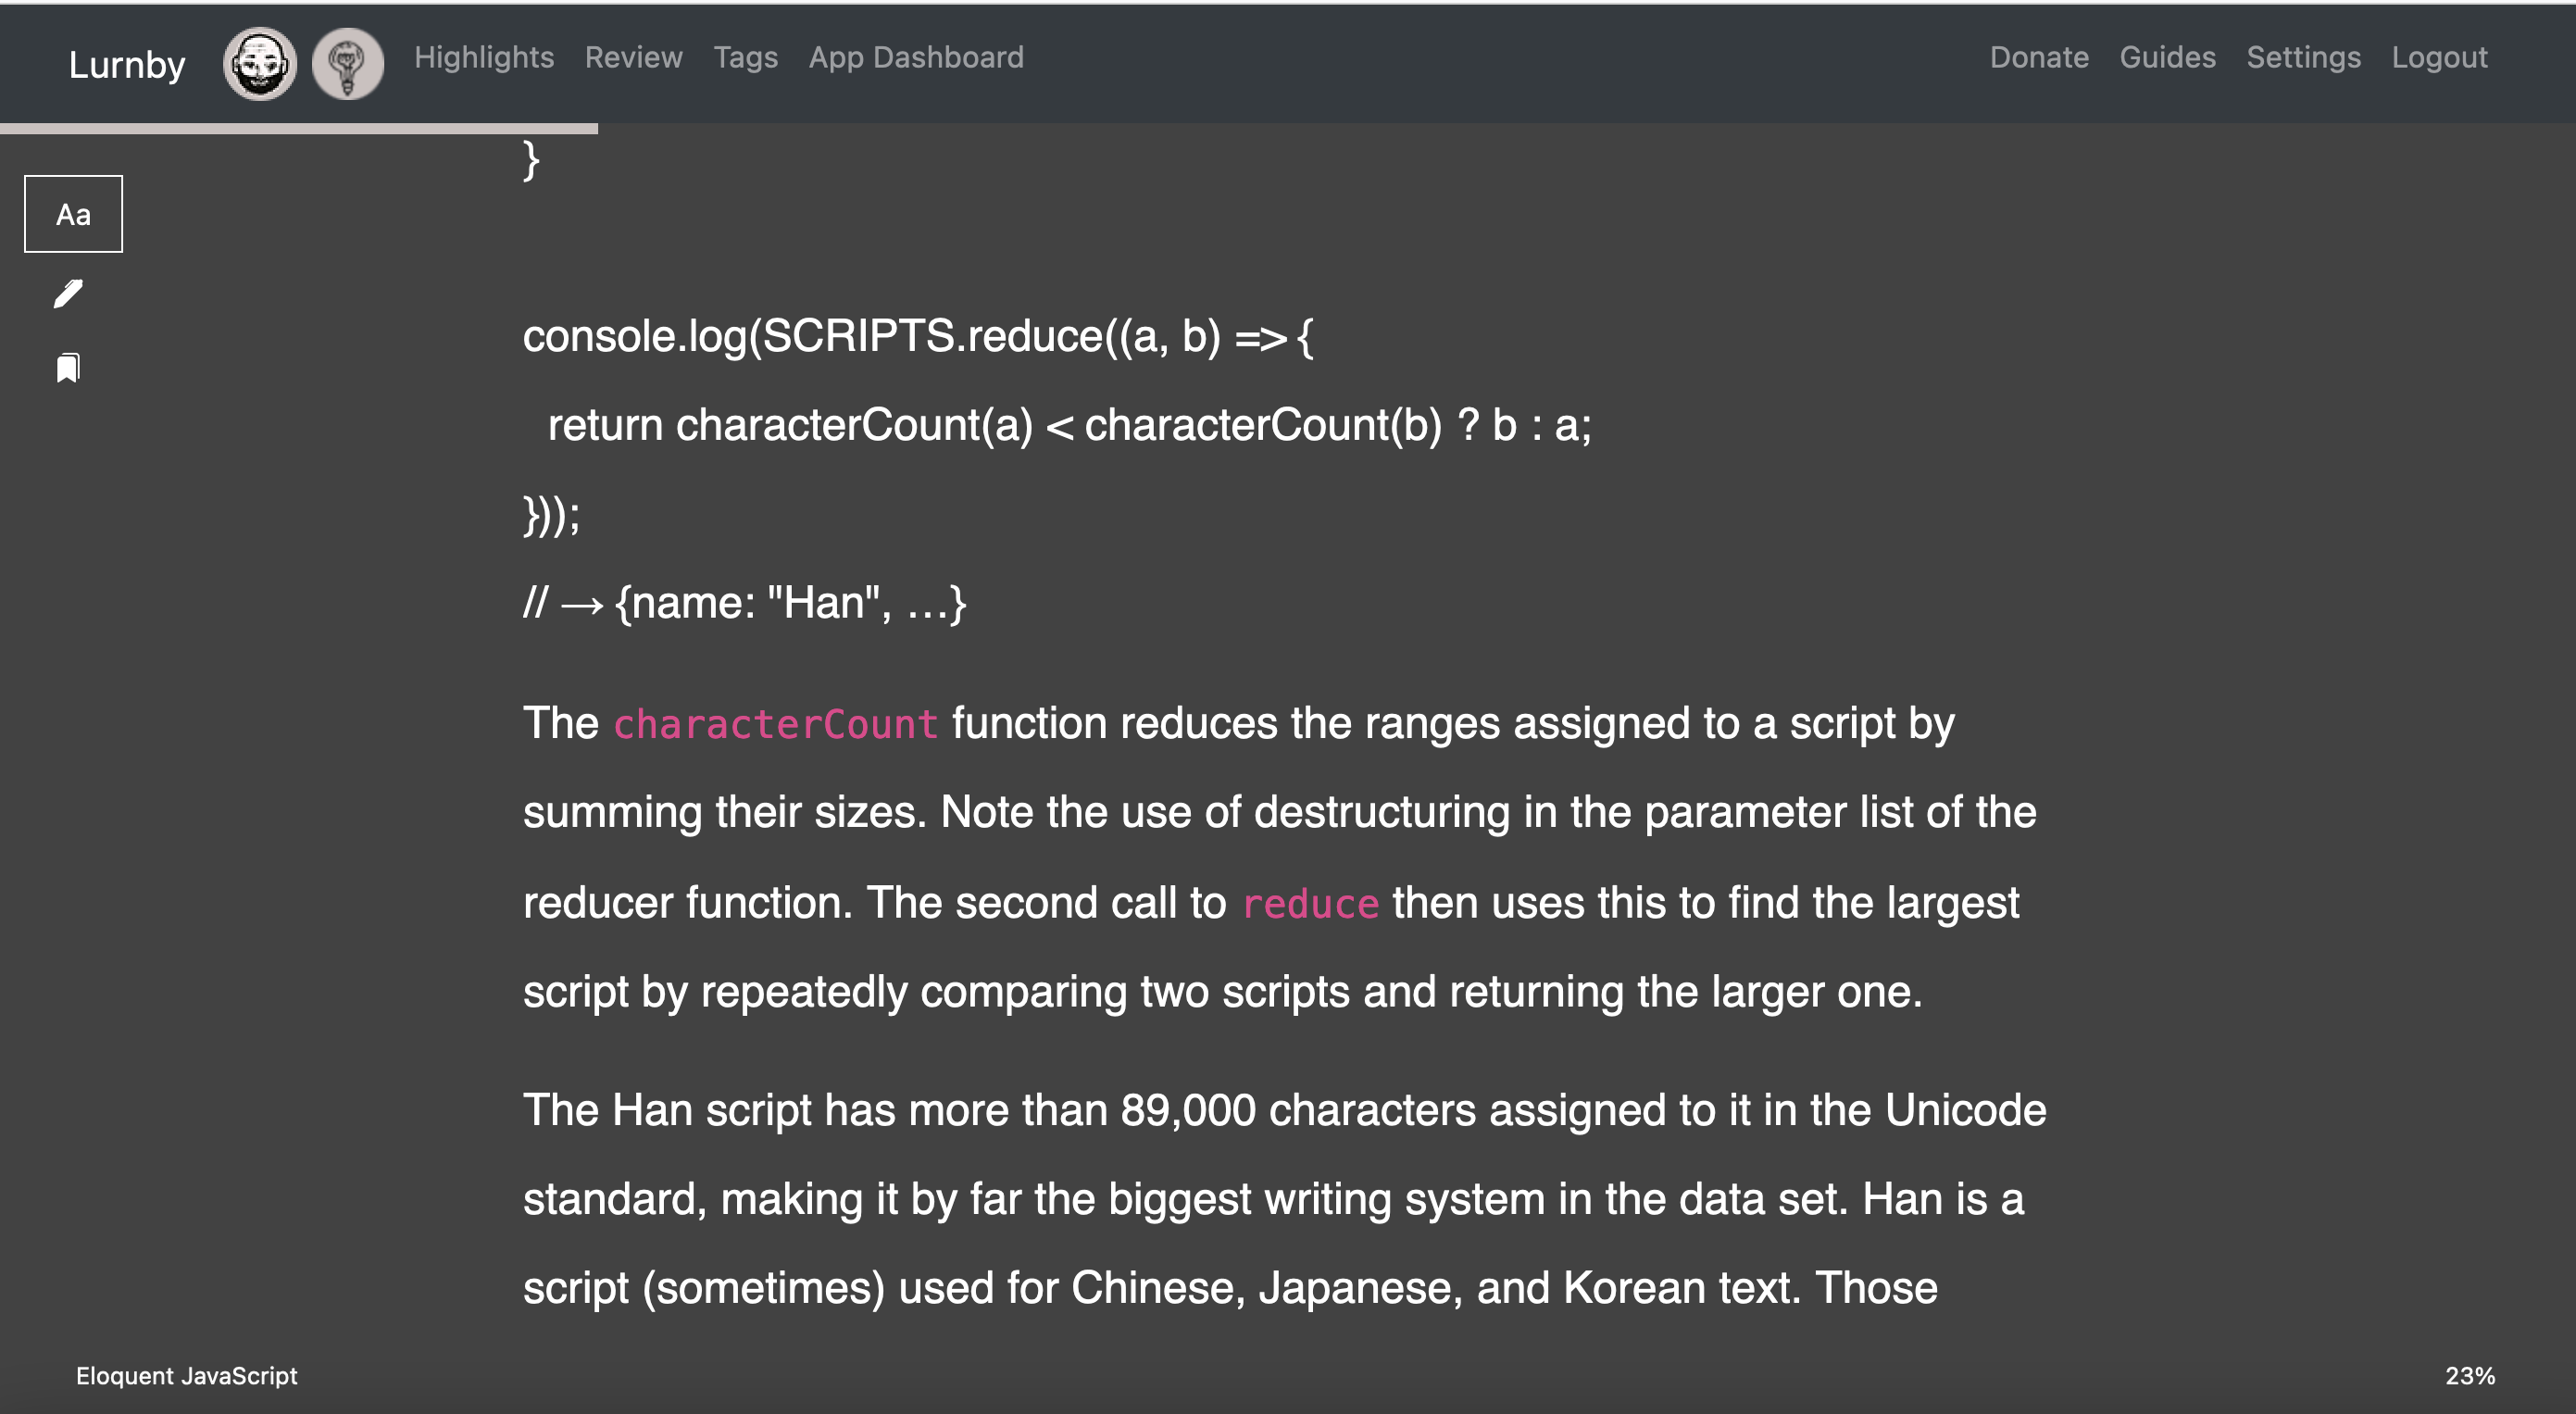 Lurnby Highlights Review Tags App Dashboard Donate Guides Settings Logout
Aa
}
console.log(SCRIPTS.reduce((a, b) => {
  return characterCount(a) < characterCount(b) ? b : a;
}));
// → {name: "Han", …}
The characterCount function reduces the ranges assigned to a script by
summing their sizes. Note the use of destructuring in the parameter list of the
reducer function. The second call to reduce then uses this to find the largest
script by repeatedly comparing two scripts and returning the larger one.
The Han script has more than 89,000 characters assigned to it in the Unicode
standard, making it by far the biggest writing system in the data set. Han is a
script (sometimes) used for Chinese, Japanese, and Korean text. Those
Eloquent JavaScript 23%